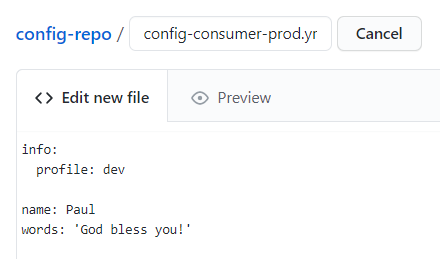 config-repo / config-consumer-prod.yr Cancel
<> Edit new file Preview
info:
  profile: dev
name: Paul
words: 'God bless you!'